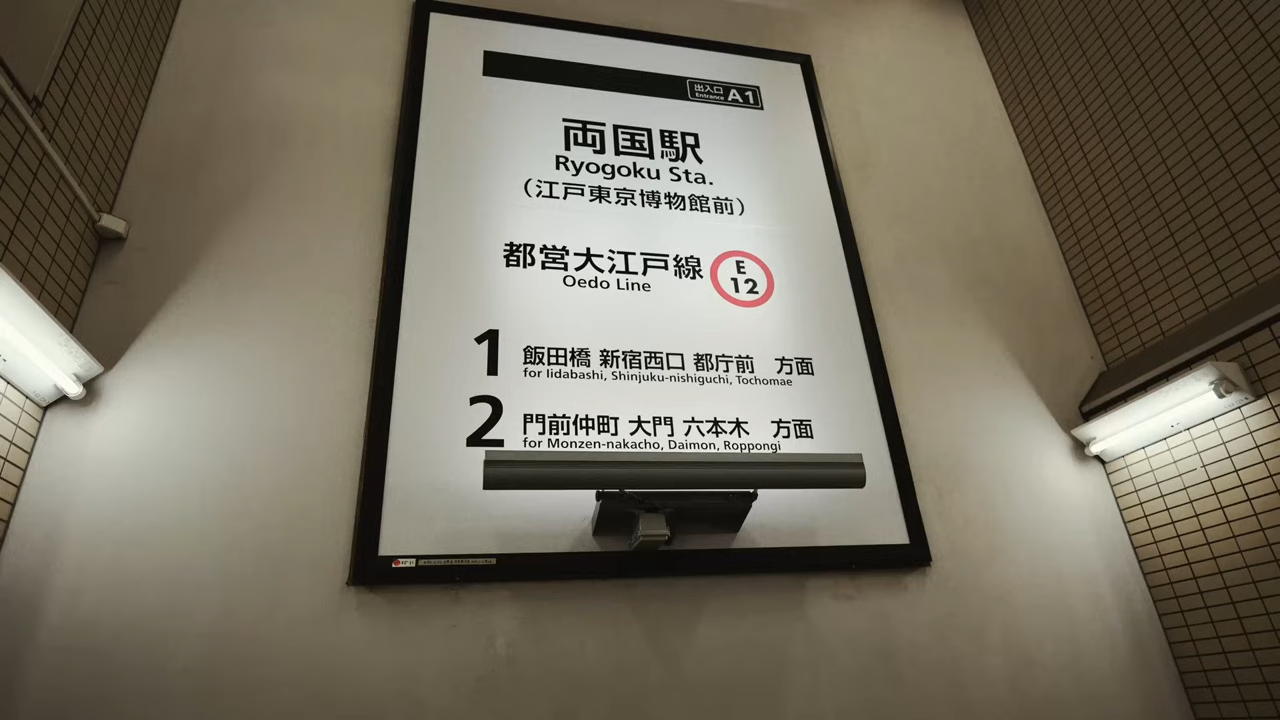 出入口
Entrance A1
両国駅
Ryogoku Sta.
（江戸東京博物館前）
都営大江戸線
Oedo Line
E
12
1 飯田橋 新宿西口 都庁前 方面
for Iidabashi, Shinjuku-nishiguchi, Tochomae
2 門前仲町 大門 六本木 方面
for Monzen-nakacho, Daimon, Roppongi